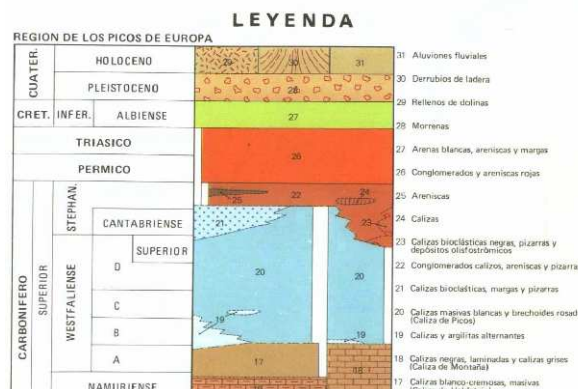 LEYENDA
REGION DE LOS PICOS DE EUROPA
CUATER.
HOLOCENO
29
30
31
PLEISTOCENO
28
CRET.
INFER.
ALBIENSE
27
TRIASICO
26
PERMICO
CARBONIFERO
SUPERIOR
STEPHAN.
25
22
24
CANTABRIENSE
21
23
WESTFALIENSE
SUPERIOR
D
20
20
C
19
B
19
A
17
18
NAMURIENSE
31 Aluviones fluviales
30 Derrubios de ladera
29 Rellenos de dolinas
28 Morrenas
27 Arenas blancas, areniscas y margas
26 Conglomerados y areniscas rojas
25 Areniscas
24 Calizas
23 Calizas bioclásticas negras, pizarras y
depósitos olisfostrómicos
22 Conglomerados calizos, areniscas y pizarra
21 Calizas bioclásticas, margas y pizarras
20 Calizas masivas blancas y brechoides rosad
(Caliza de Picos)
19 Calizas y argilitas alternantes
18 Calizas negras, laminadas y calizas grises
(Caliza de Montaña)
17 Calizas blanco-cremosas, masivas